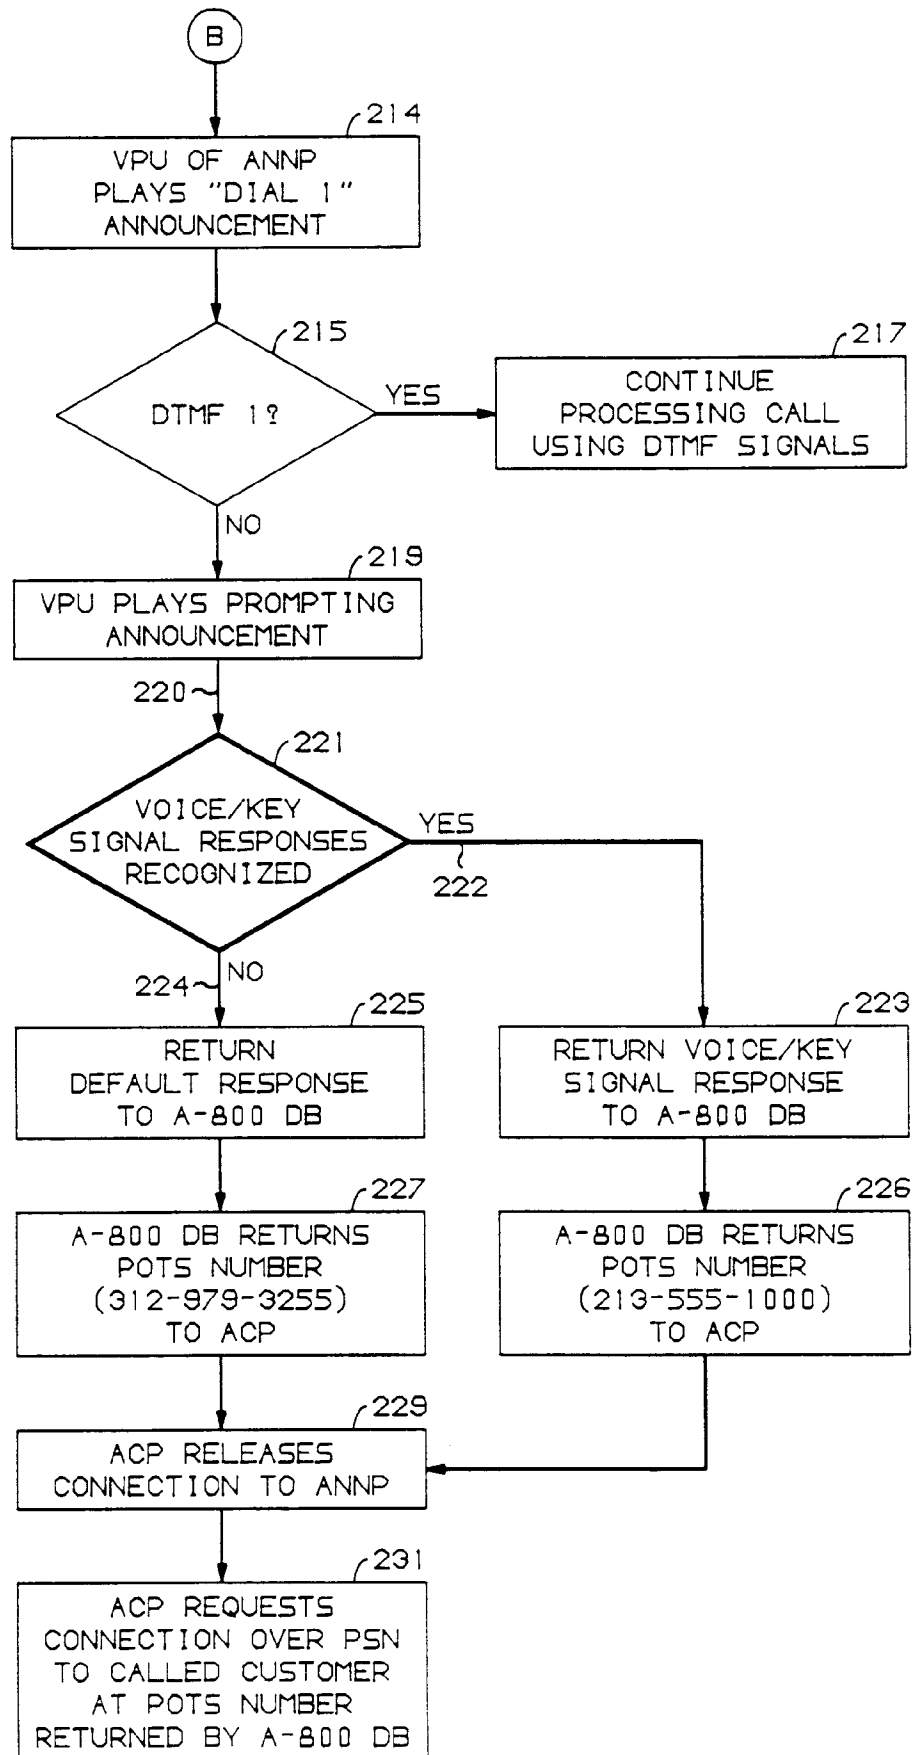 B
214
VPU OF ANNP
PLAYS "DIAL 1"
ANNOUNCEMENT
215
DTMF 1?
YES
217
CONTINUE
PROCESSING CALL
USING DTMF SIGNALS
NO
219
VPU PLAYS PROMPTING
ANNOUNCEMENT
220
221
VOICE/KEY
SIGNAL RESPONSES
RECOGNIZED
YES
222
224
NO
225
RETURN
DEFAULT RESPONSE
TO A-800 DB
223
RETURN VOICE/KEY
SIGNAL RESPONSE
TO A-800 DB
227
A-800 DB RETURNS
POTS NUMBER
(312-979-3255)
TO ACP
226
A-800 DB RETURNS
POTS NUMBER
(213-555-1000)
TO ACP
229
ACP RELEASES
CONNECTION TO ANNP
231
ACP REQUESTS
CONNECTION OVER PSN
TO CALLED CUSTOMER
AT POTS NUMBER
RETURNED BY A-800 DB